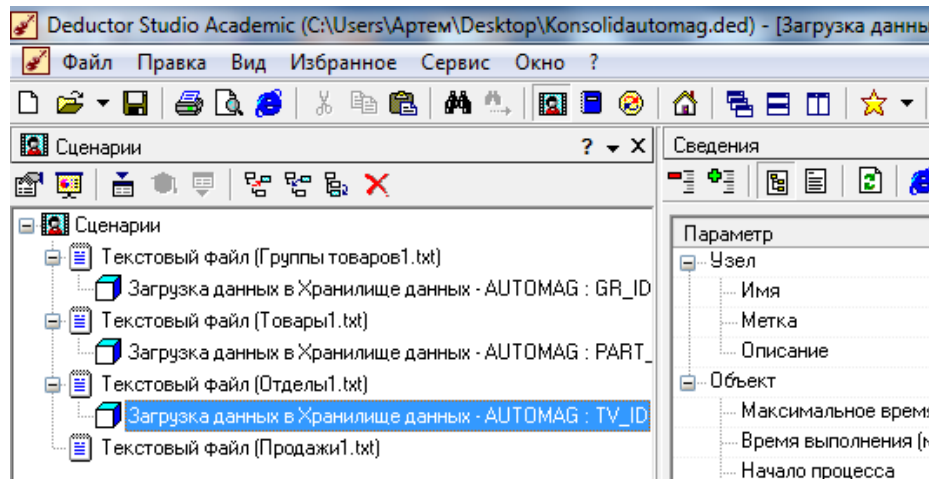 Deductor Studio Academic (C:\Users\Артем\Desktop\Konsolidautomag.ded) - [Загрузка данны
Файл Правка Вид Избранное Сервис Окно ?
Сценарии ? X
Сценарии
Текстовый файл (Группы товаров1.txt)
Загрузка данных в Хранилище данных - AUTOMAG : GR_ID
Текстовый файл (Товары1.txt)
Загрузка данных в Хранилище данных - AUTOMAG : PART_
Текстовый файл (Отделы1.txt)
Загрузка данных в Хранилище данных - AUTOMAG : TV_ID
Текстовый файл (Продажи1.txt)
Сведения
Параметр
Узел
Имя
Метка
Описание
Объект
Максимальное время
Время выполнения (м
Начало процесса